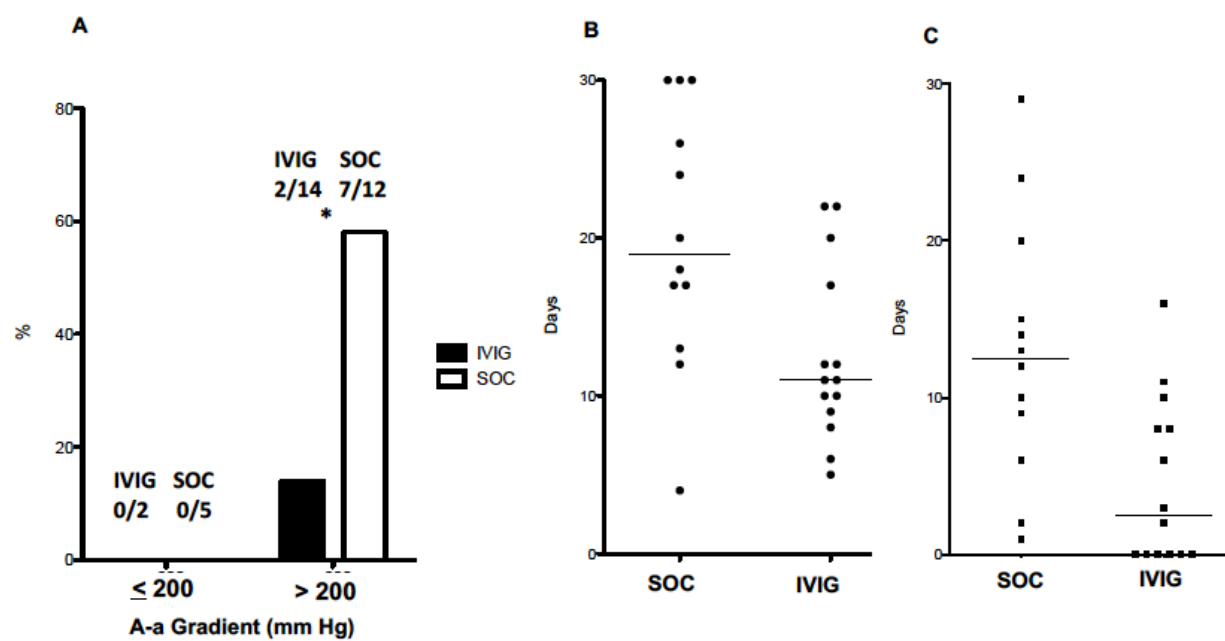 A
80
60
40
20
0
%
IVIG SOC
2/14 7/12
*
IVIG SOC
0/2 0/5
≤ 200
> 200
A-a Gradient (mm Hg)
IVIG
SOC
B
30
20
10
0
Days
SOC
IVIG
C
30
20
10
0
Days
SOC
IVIG